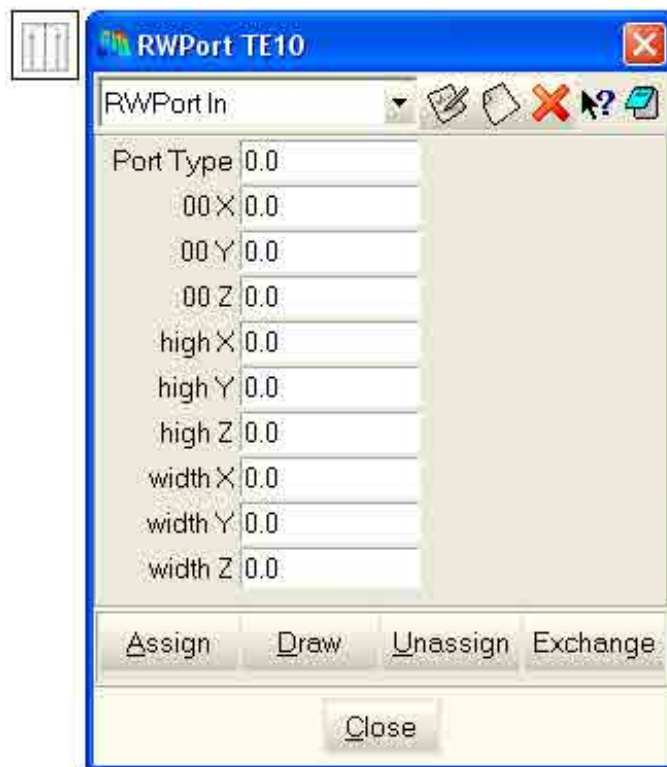 RWPort TE10
RWPort In
Port Type 0.0
00 X 0.0
00 Y 0.0
00 Z 0.0
high X 0.0
high Y 0.0
high Z 0.0
width X 0.0
width Y 0.0
width Z 0.0
Assign Draw Unassign Exchange
Close